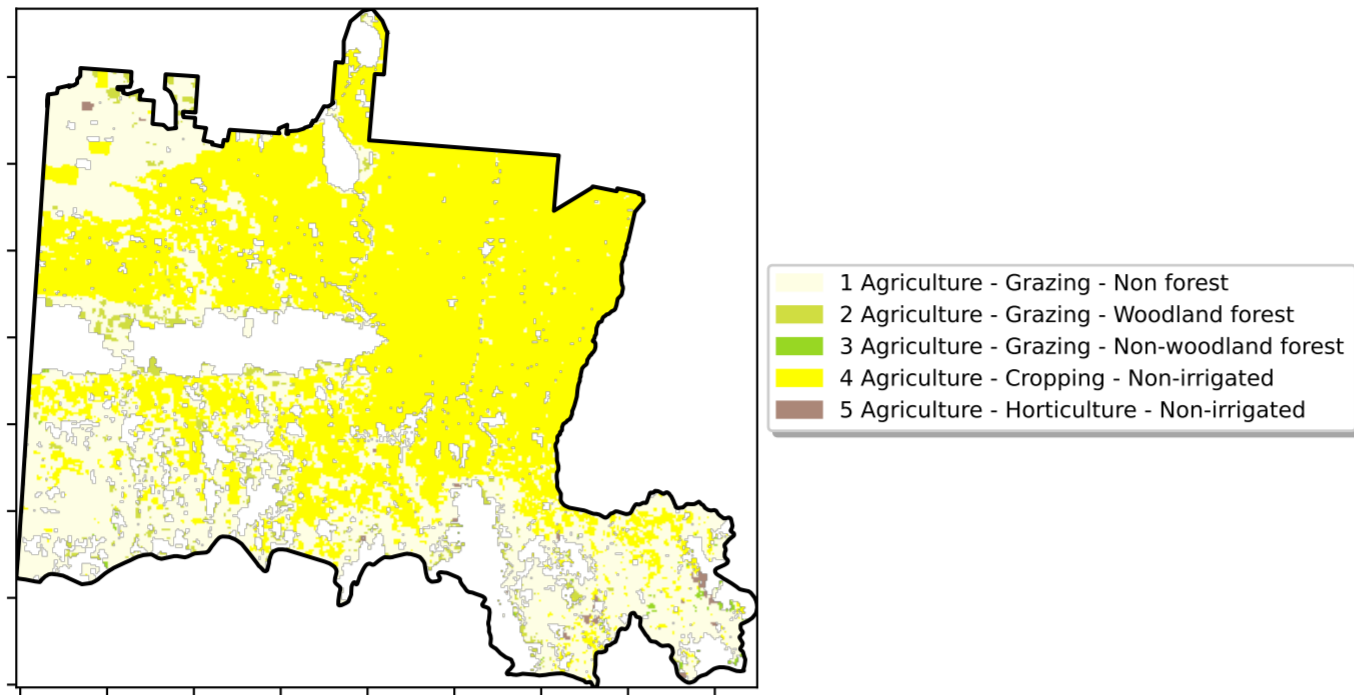 1 Agriculture - Grazing - Non forest
2 Agriculture - Grazing - Woodland forest
3 Agriculture - Grazing - Non-woodland forest
4 Agriculture - Cropping - Non-irrigated
5 Agriculture - Horticulture - Non-irrigated